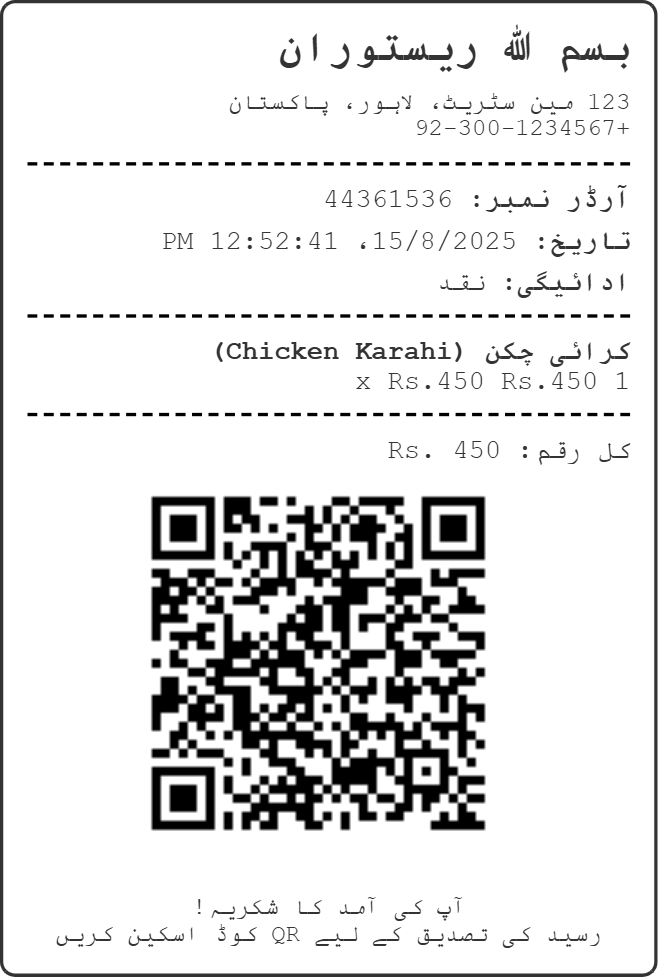 بسم اللہ ریستوران
123 مین سٹریٹ، لاہور، پاکستان
+92-300-1234567
آرڈر نمبر: 44361536
تاریخ: 15/8/2025، 12:52:41 PM
ادائیگی: نقد
کرائی چکن (Chicken Karahi)
1 x Rs.450 Rs.450
کل رقم: Rs. 450
آپ کی آمد کا شکریہ!
رسید کی تصدیق کے لیے QR کوڈ اسکین کریں